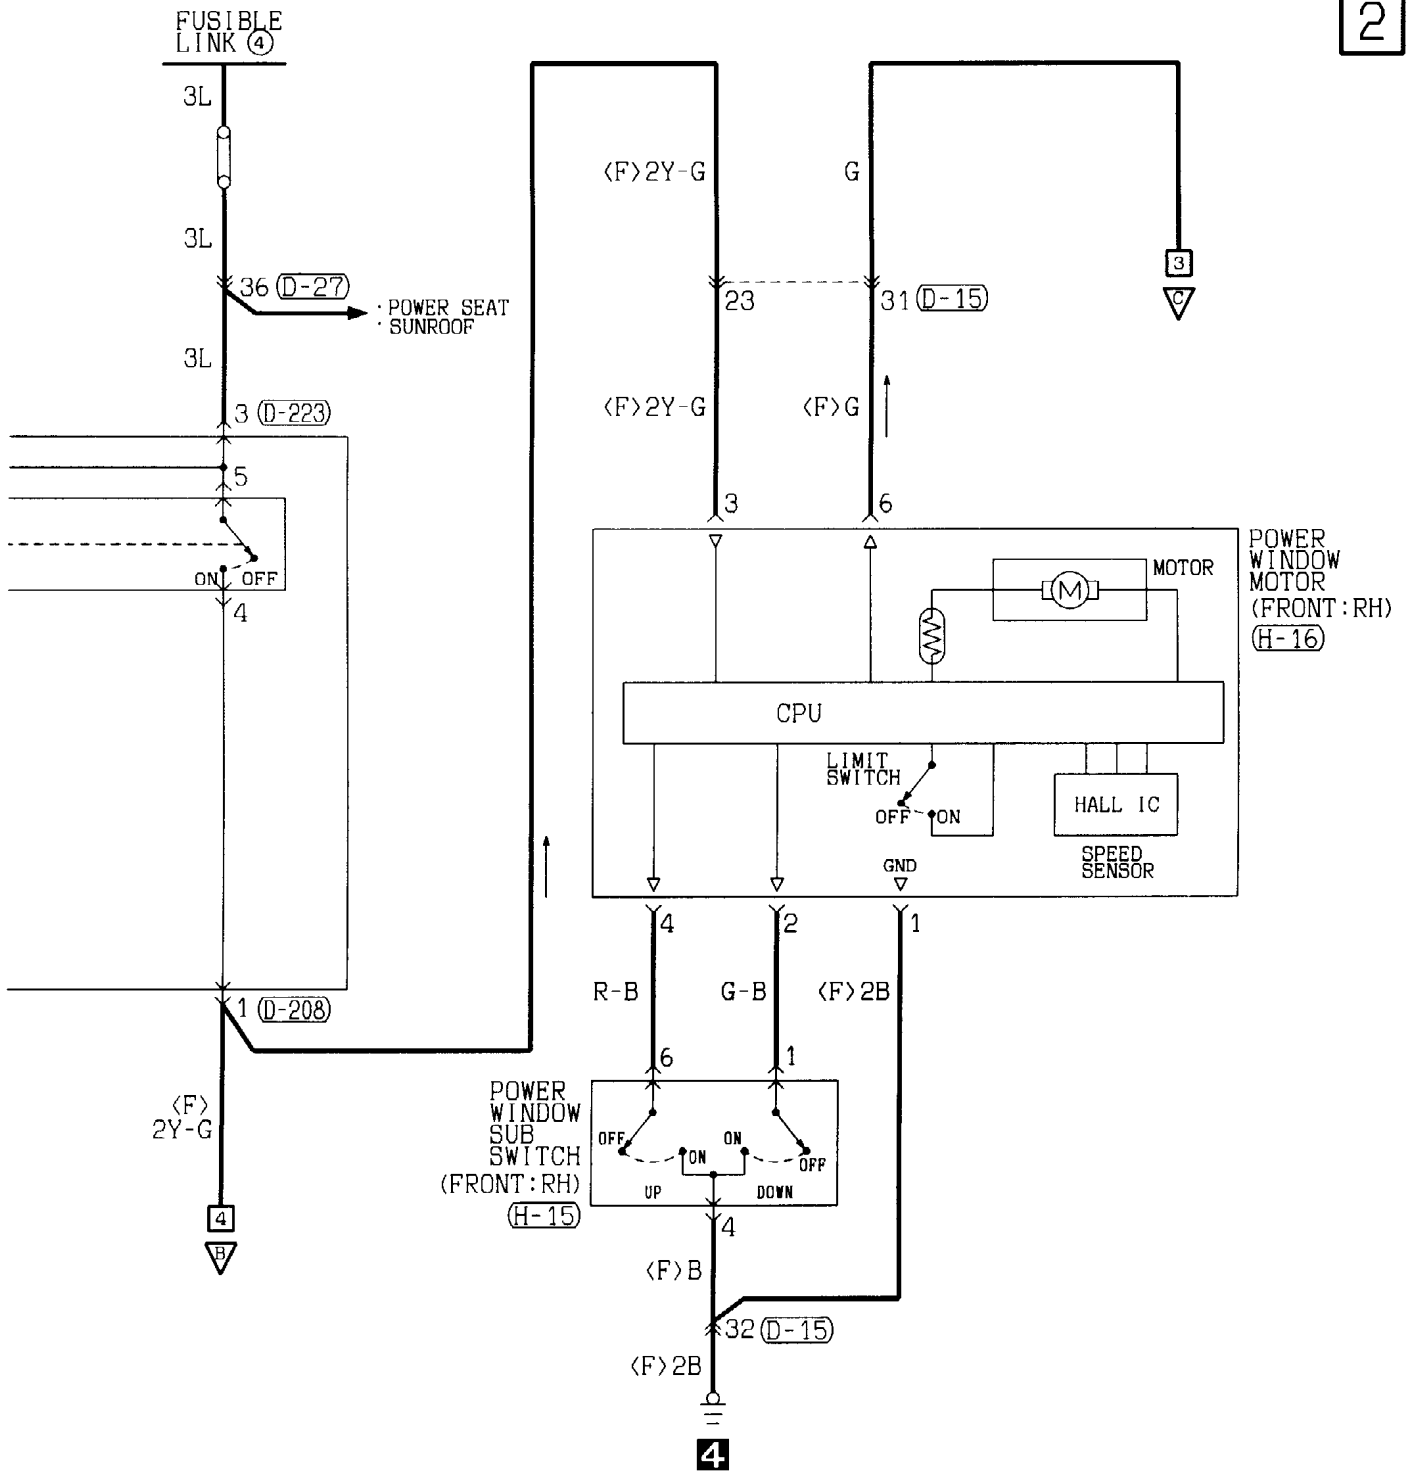 2
FUSIBLE
LINK ④
3L
⟨F⟩2Y-G
G
3L
3
36 (D-27)
C
23
31 (D-15)
· POWER SEAT
· SUNROOF
3L
⟨F⟩2Y-G
⟨F⟩G
3 (D-223)
5
3
6
ON
OFF
4
POWER
WINDOW
MOTOR
(FRONT:RH)
(H-16)
MOTOR
M
CPU
LIMIT
SWITCH
OFF
ON
HALL IC
SPEED
SENSOR
GND
4
2
1
R-B
G-B
⟨F⟩2B
1 (D-208)
6
1
⟨F⟩
2Y-G
POWER
WINDOW
SUB
SWITCH
(FRONT:RH)
(H-15)
OFF
ON
ON
OFF
UP
DOWN
4
B
4
⟨F⟩B
32 (D-15)
⟨F⟩2B
4